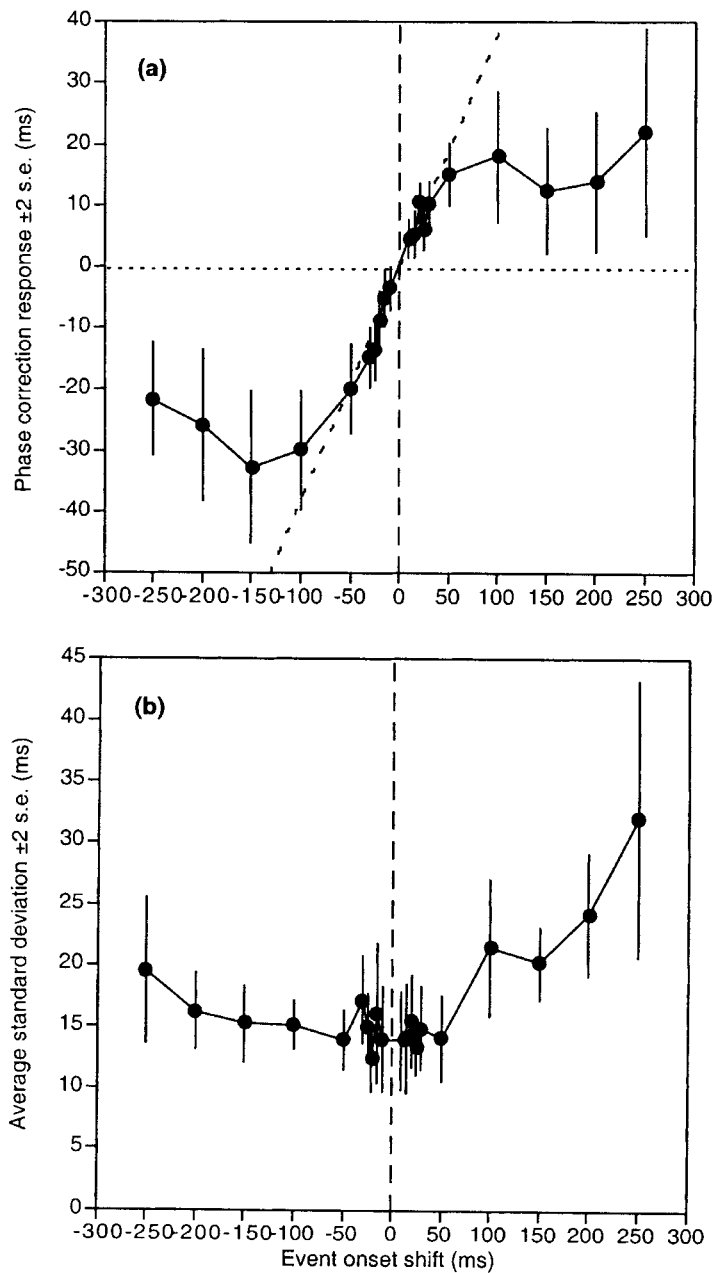 (a)
Phase correction response ±2 s.e. (ms)
40
30
20
10
0
-10
-20
-30
-40
-50
-300 -250 -200 -150 -100 -50 0 50 100 150 200 250 300
(b)
Average standard deviation ±2 s.e. (ms)
45
40
35
30
25
20
15
10
5
0
-300 -250 -200 -150 -100 -50 0 50 100 150 200 250 300
Event onset shift (ms)